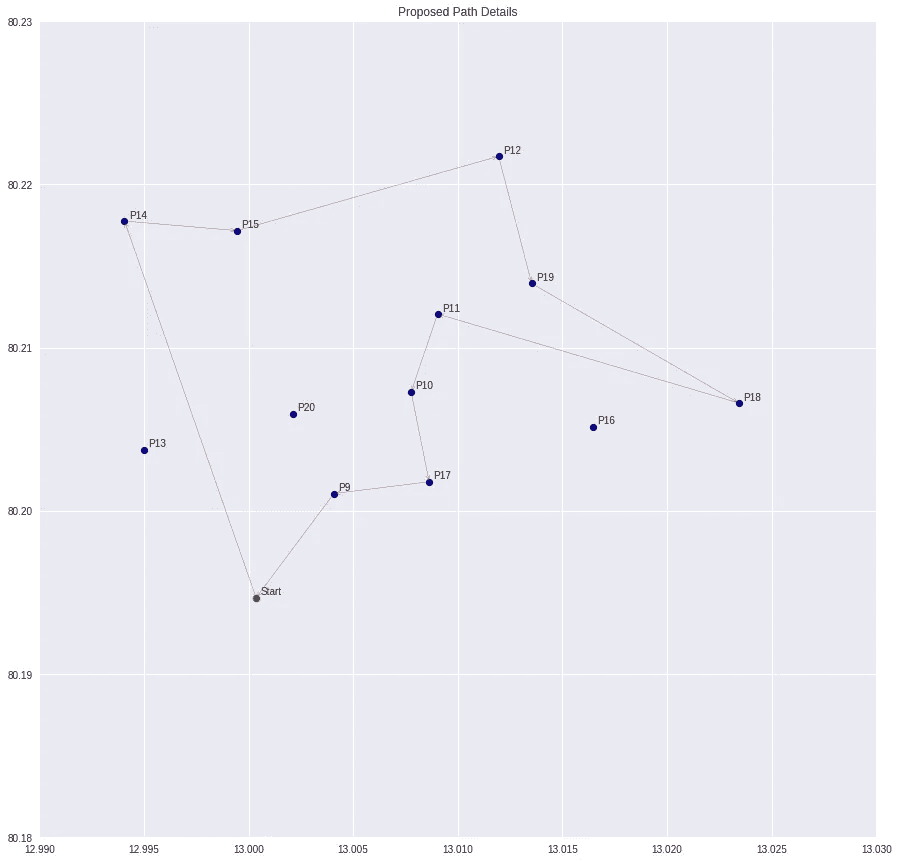 Proposed Path Details
80.23
P12
80.22
P14
P15
P19
P11
80.21
P10
P18
P20
P16
P13
P17
P9
80.20
Start
80.19
80.18
12.990 12.995 13.000 13.005 13.010 13.015 13.020 13.025 13.030